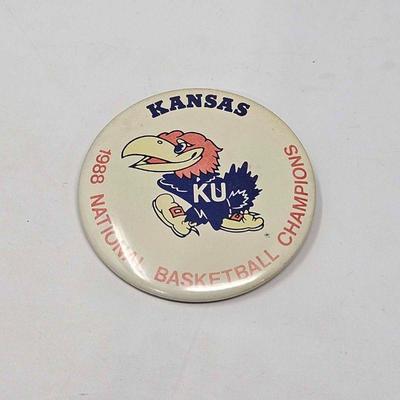 KANSAS
KU
1988 NATIONAL BASKETBALL CHAMPIONS